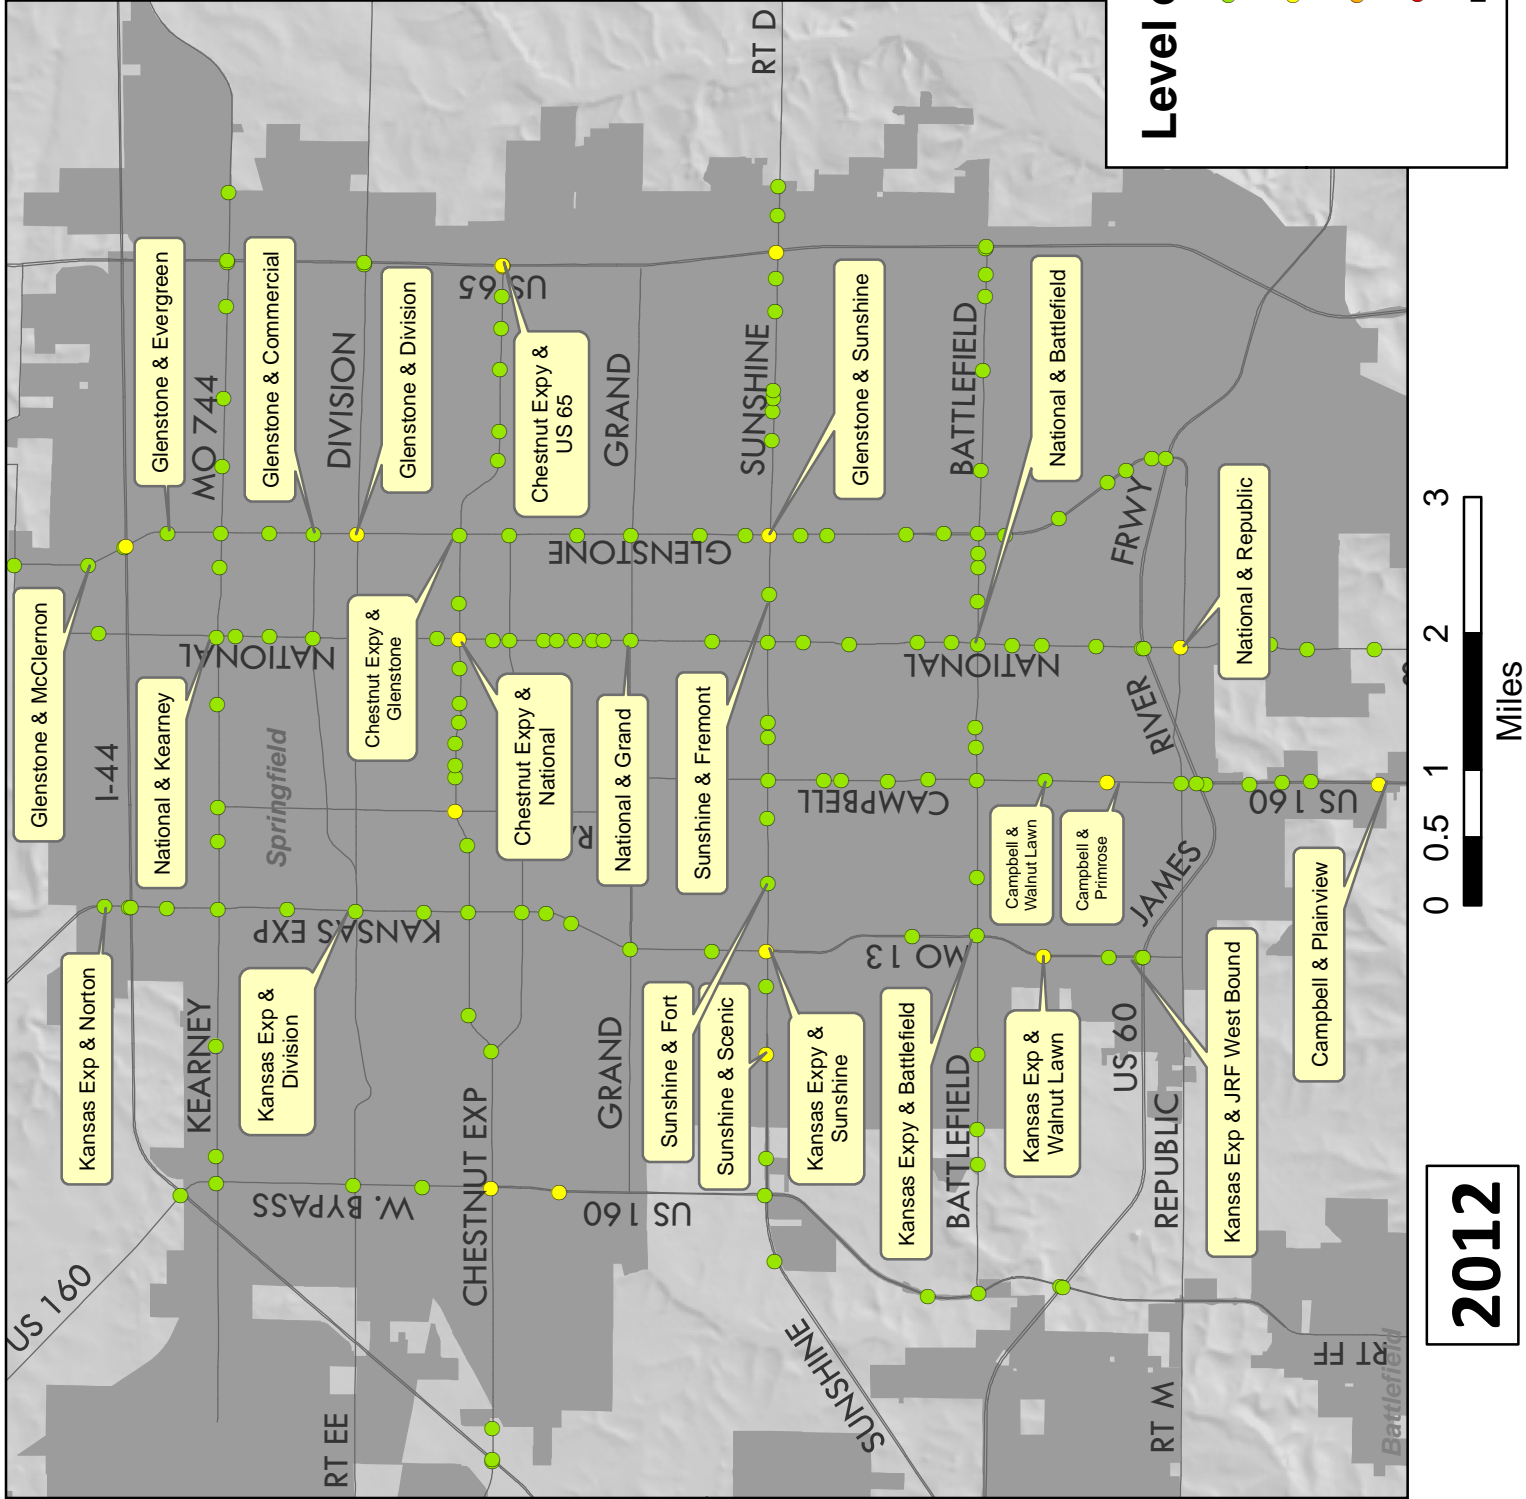 US 160
I-44
Glenstone & McClernon
Kansas Exp & Norton
National & Kearney
Glenstone & Evergreen
KEARNEY
MO 744
Springfield
Glenstone & Commercial
Kansas Exp &
Division
NATIONAL
DIVISION
RT EE
W. BYPASS
KANSAS EXP
Chestnut Expy &
Glenstone
Glenstone & Division
CHESTNUT EXP
US 65
Chestnut Expy &
National
Chestnut Expy &
US 65
US 160
GRAND
National & Grand
GLENSTONE
GRAND
Sunshine & Fort
Sunshine & Scenic
Sunshine & Fremont
SUNSHINE
RT D
SUNSHINE
Kansas Expy &
Sunshine
CAMPBELL
Glenstone & Sunshine
Kansas Expy & Battlefield
MO 13
NATIONAL
BATTLEFIELD
BATTLEFIELD
Kansas Exp &
Walnut Lawn
Campbell &
Walnut Lawn
Campbell &
Primrose
National & Battlefield
US 60
JAMES
RIVER
FRWY
RT M
REPUBLIC
Kansas Exp & JRF West Bound
National & Republic
US 160
Campbell & Plainview
RT FF
Battlefield
Level
2012
0 0.5 1 2 3
Miles